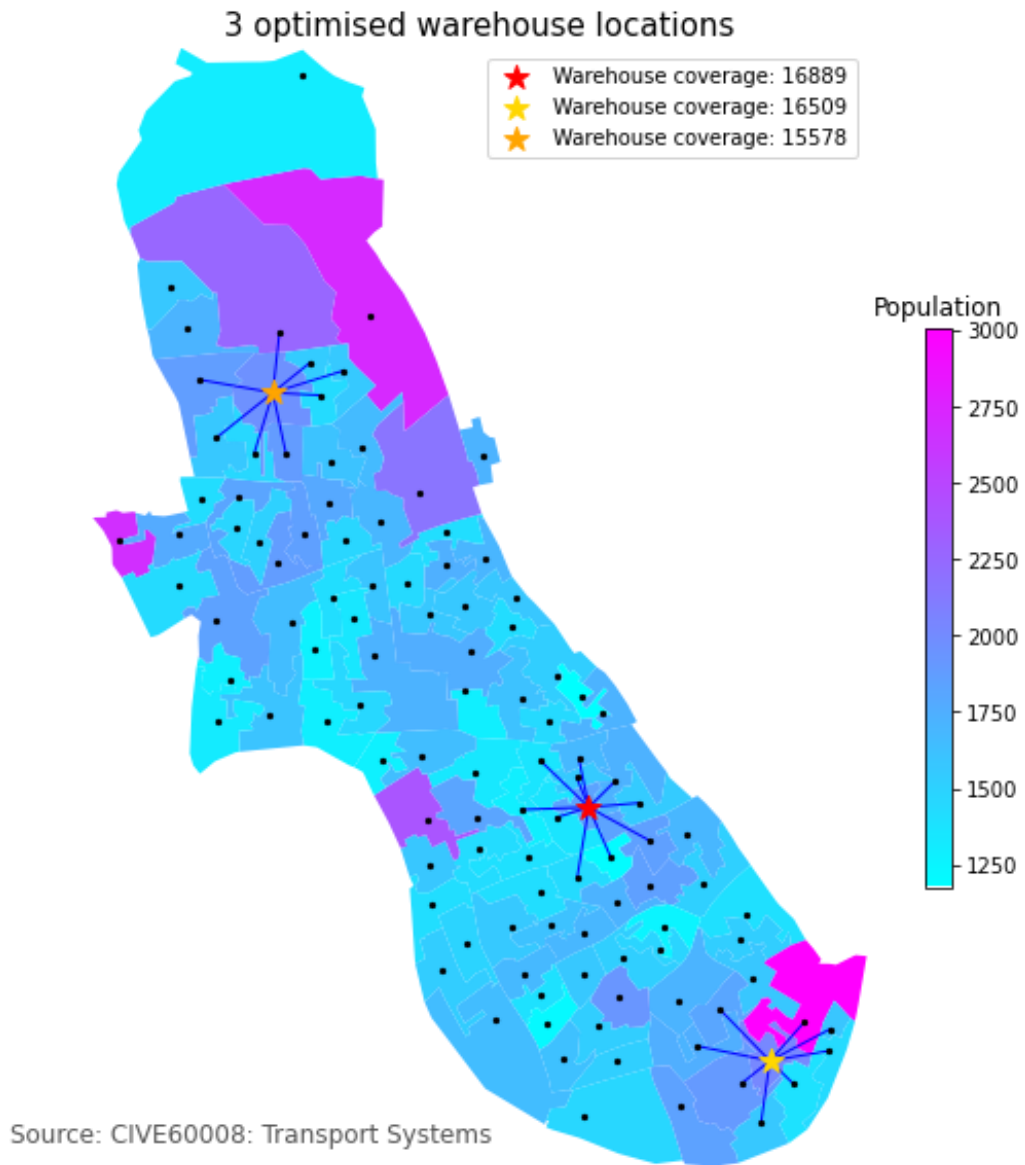 3 optimised warehouse locations
Warehouse coverage: 16889
Warehouse coverage: 16509
Warehouse coverage: 15578
Population
3000
2750
2500
2250
2000
1750
1500
1250
Source: CIVE60008: Transport Systems